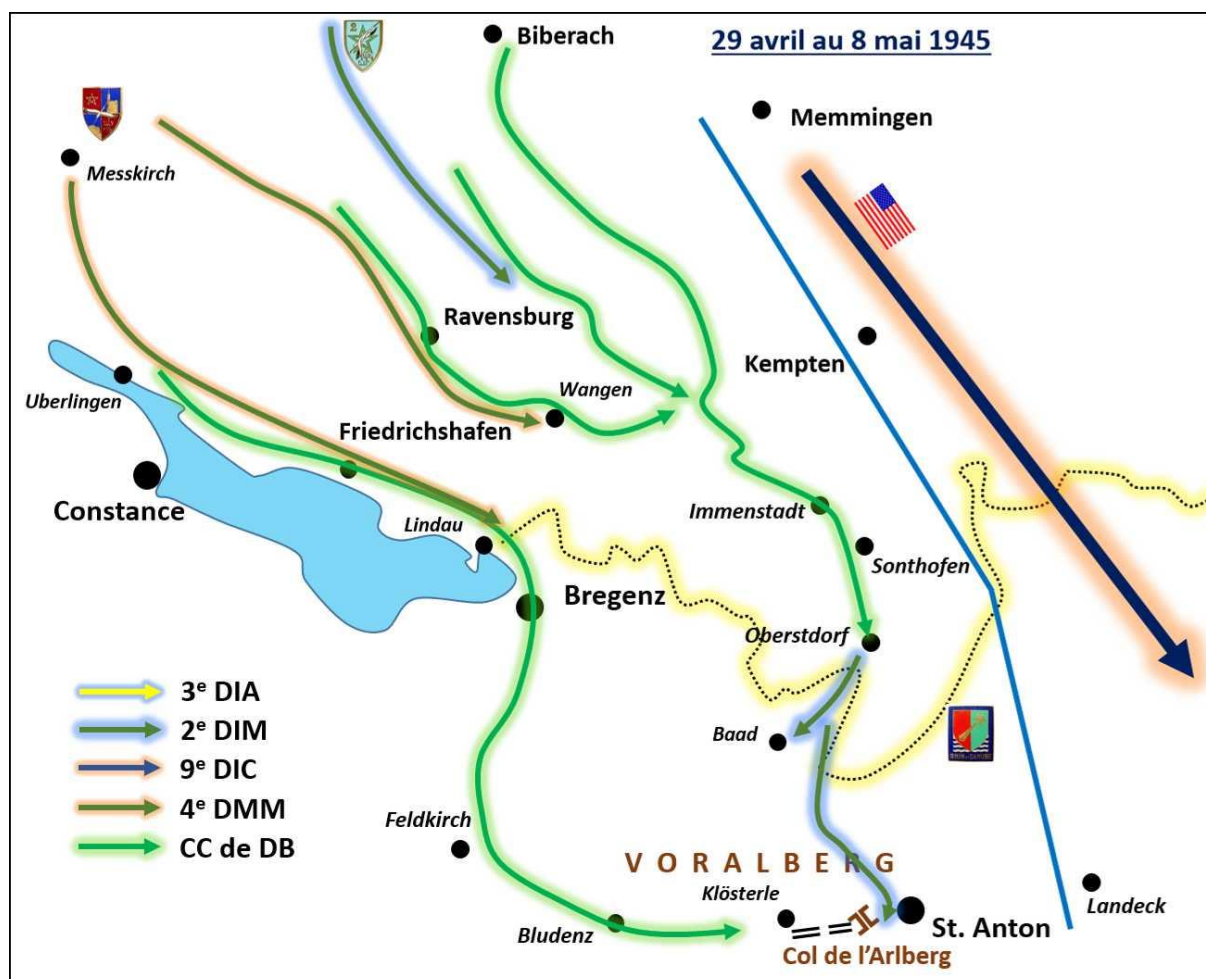 Biberach
29 avril au 8 mai 1945
Memmingen
Messkirch
Ravensburg
Kempten
Uberlingen
Wangen
Friedrichshafen
Constance
Immenstadt
Lindau
Sonthofen
Bregenz
Oberstdorf
3e DIA
2e DIM
Baad
9e DIC
4e DMM
Feldkirch
CC de DB
VORALBERG
Klösterle
Landeck
St. Anton
Bludenz
Col de l'Arlberg